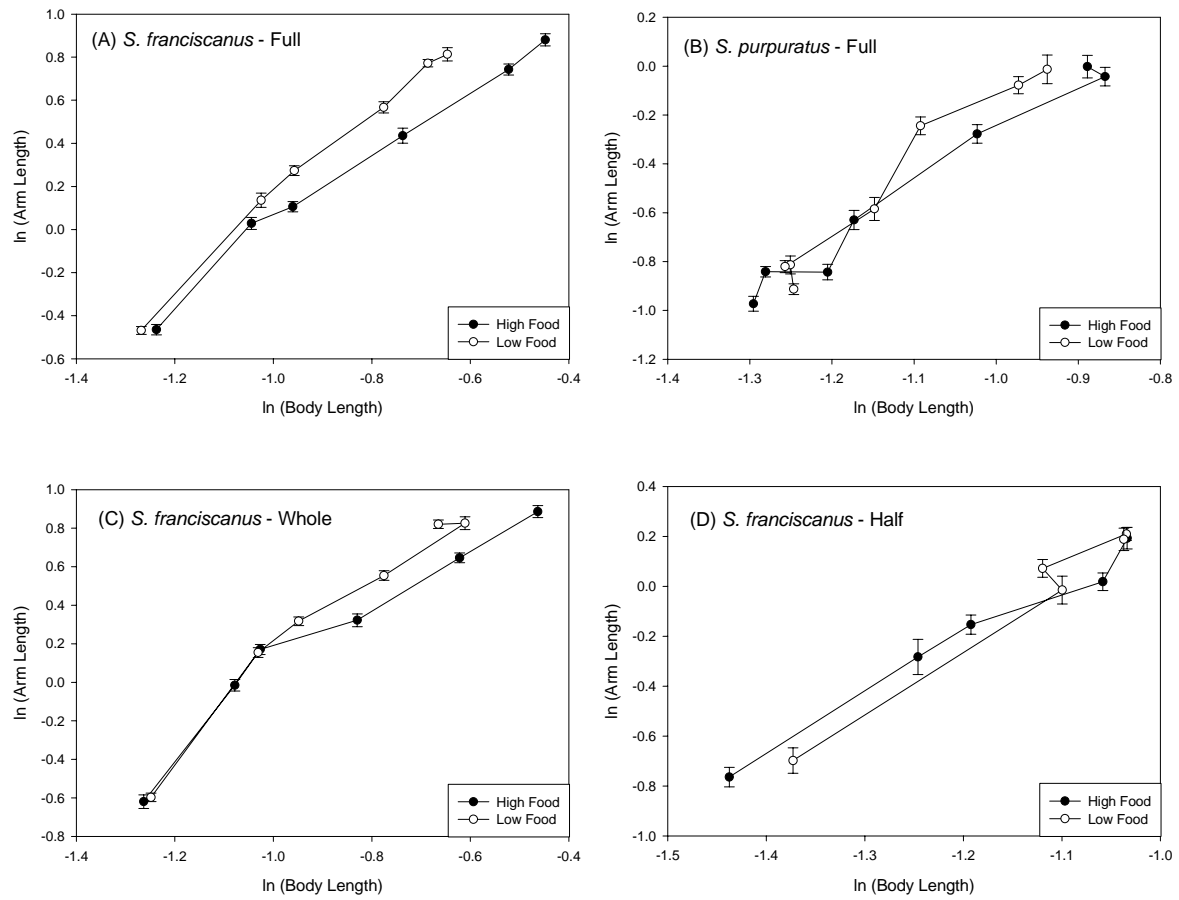 (A) S. franciscanus - Full
ln (Arm Length)
1.0
0.8
0.6
0.4
0.2
0.0
-0.2
-0.4
-0.6
High Food
Low Food
-1.4 -1.2 -1.0 -0.8 -0.6 -0.4
ln (Body Length)
(B) S. purpuratus - Full
ln (Arm Length)
0.2
0.0
-0.2
-0.4
-0.6
-0.8
-1.0
-1.2
High Food
Low Food
-1.4 -1.3 -1.2 -1.1 -1.0 -0.9 -0.8
ln (Body Length)
(C) S. franciscanus - Whole
ln (Arm Length)
1.0
0.8
0.6
0.4
0.2
0.0
-0.2
-0.4
-0.6
-0.8
High Food
Low Food
-1.4 -1.2 -1.0 -0.8 -0.6 -0.4
ln (Body Length)
(D) S. franciscanus - Half
ln (Arm Length)
0.4
0.2
0.0
-0.2
-0.4
-0.6
-0.8
-1.0
High Food
Low Food
-1.5 -1.4 -1.3 -1.2 -1.1 -1.0
ln (Body Length)